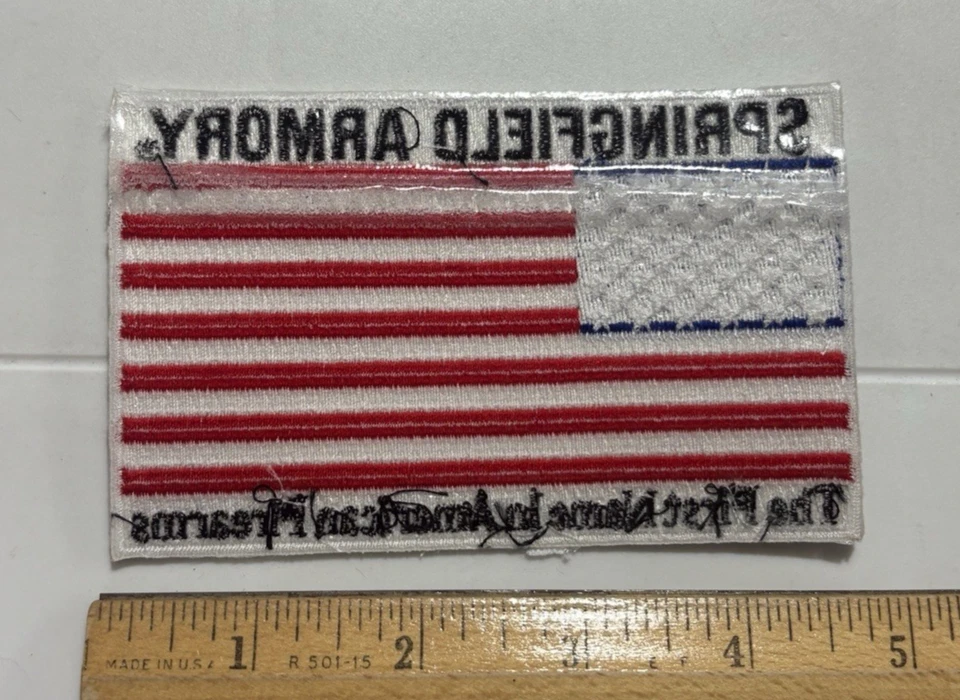 SPRINGFIELD ARMORY
The First Name in American Firearms
1 2 3 4 5
MADE IN U.S.A R 501-15